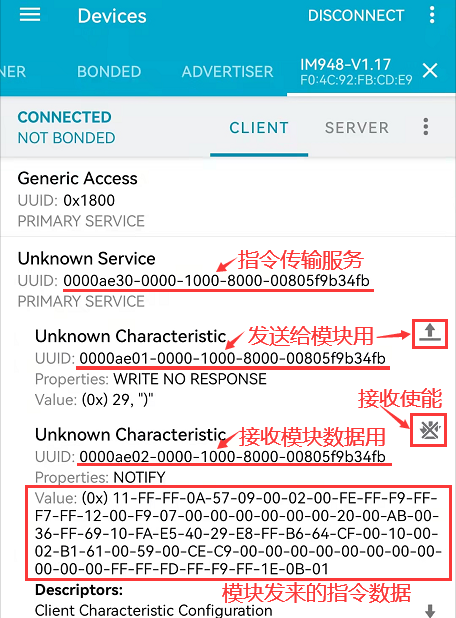 Devices
DISCONNECT
NER
BONDED
ADVERTISER
IM948-V1.17
F0:4C:92:FB:CD:E9
CONNECTED
NOT BONDED
CLIENT
SERVER
Generic Access
UUID: 0x1800
PRIMARY SERVICE
Unknown Service
指令传输服务
UUID: 0000ae30-0000-1000-8000-00805f9b34fb
PRIMARY SERVICE
Unknown Characteristic
发送给模块用
UUID: 0000ae01-0000-1000-8000-00805f9b34fb
Properties: WRITE NO RESPONSE
Value: (0x) 29, ")"
接收使能
Unknown Characteristic
接收模块数据用
UUID: 0000ae02-0000-1000-8000-00805f9b34fb
Properties: NOTIFY
Value: (0x) 11-FF-FF-0A-57-09-00-02-00-FE-FF-F9-FF-
F7-FF-12-00-F9-07-00-00-00-00-00-00-20-00-AB-00-
36-FF-69-10-FA-E5-40-29-E8-FF-B6-64-CF-00-10-00-
02-B1-61-00-59-00-CE-C9-00-00-00-00-00-00-00-00-
00-00-00-FF-FF-FD-FF-F9-FF-1E-0B-01
模块发来的指令数据
Descriptors:
Client Characteristic Configuration